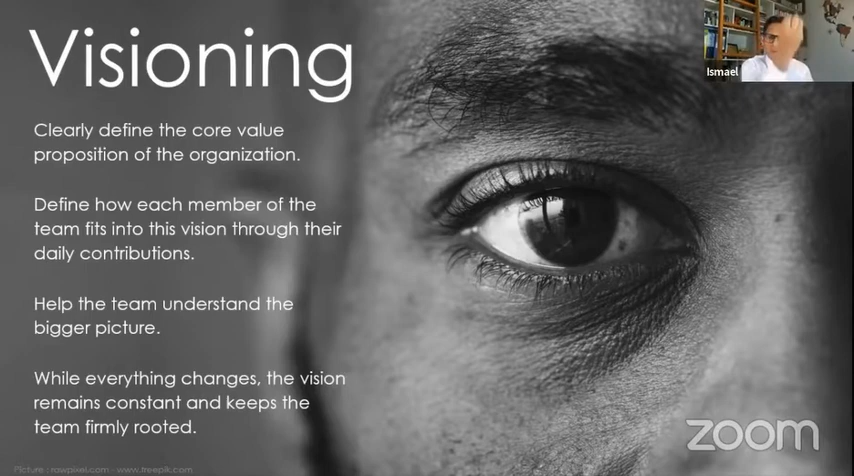 Visioning
Ismael
Clearly define the core value
proposition of the organization.
Define how each member of the
team fits into this vision through their
daily contributions.
Help the team understand the
bigger picture.
While everything changes, the vision
remains constant and keeps the
team firmly rooted.
zoom
Picture : rawpixel.com - www.freepik.com